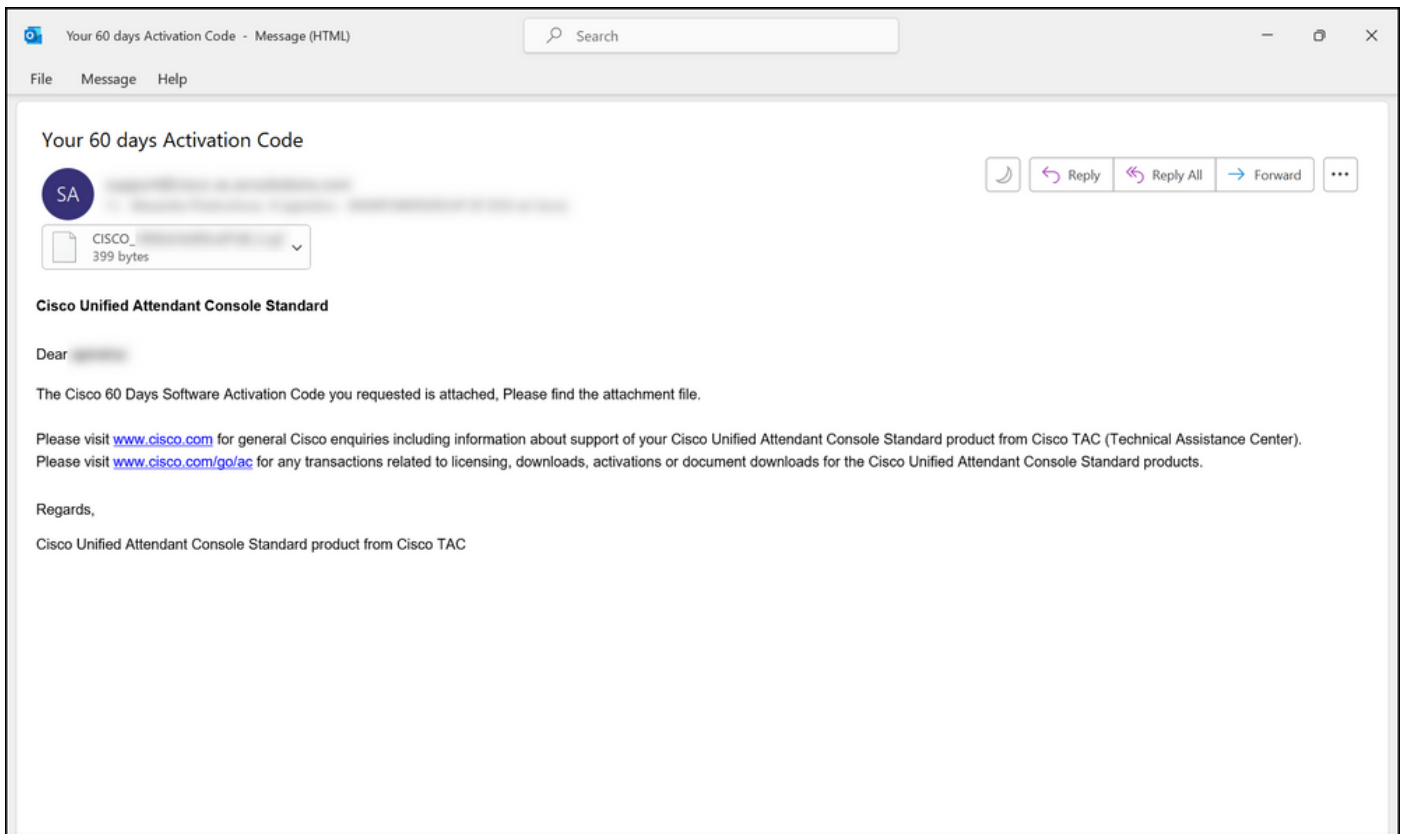 Your 60 days Activation Code - Message (HTML)
Search
File Message Help
Your 60 days Activation Code
SA
Reply
Reply All
Forward
CISCO_
399 bytes
Cisco Unified Attendant Console Standard
Dear
The Cisco 60 Days Software Activation Code you requested is attached, Please find the attachment file.
Please visit www.cisco.com for general Cisco enquiries including information about support of your Cisco Unified Attendant Console Standard product from Cisco TAC (Technical Assistance Center).
Please visit www.cisco.com/go/ac for any transactions related to licensing, downloads, activations or document downloads for the Cisco Unified Attendant Console Standard products.
Regards,
Cisco Unified Attendant Console Standard product from Cisco TAC